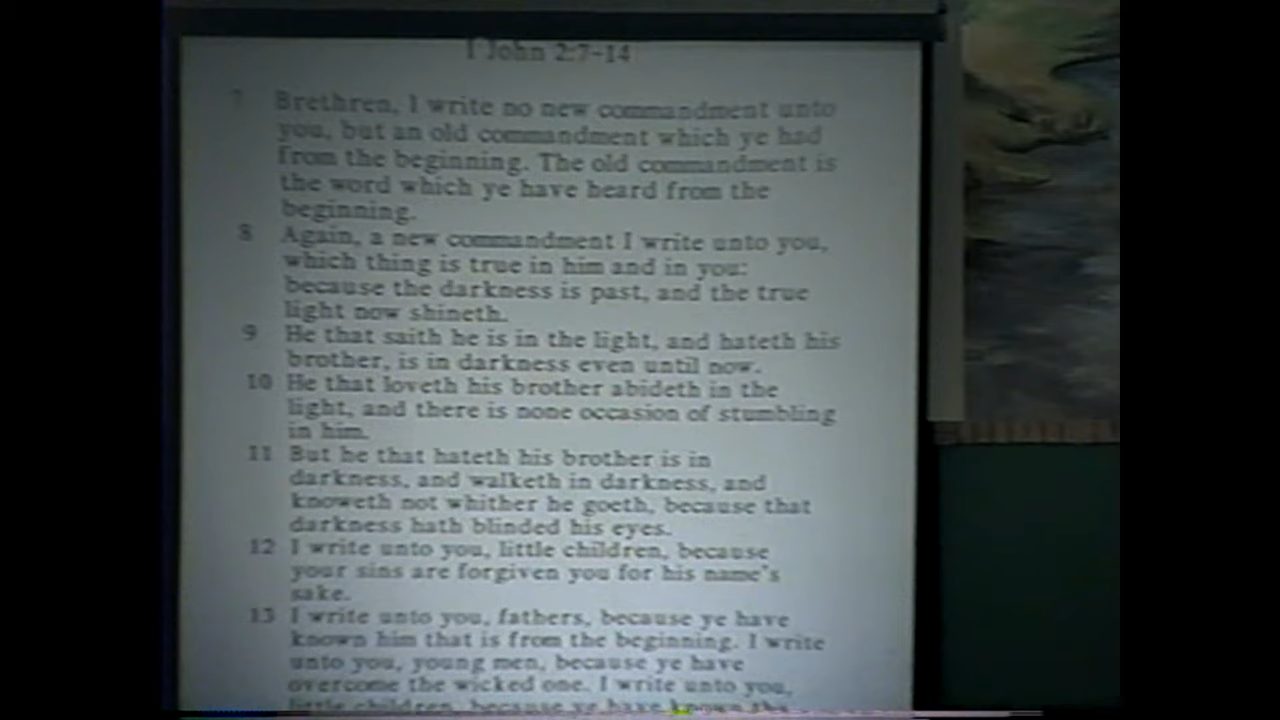 I John 2:7-14
7 Brethren, I write no new commandment unto
you, but an old commandment which ye had
from the beginning. The old commandment is
the word which ye have heard from the
beginning.
8 Again, a new commandment I write unto you,
which thing is true in him and in you:
because the darkness is past, and the true
light now shineth.
9 He that saith he is in the light, and hateth his
brother, is in darkness even until now.
10 He that loveth his brother abideth in the
light, and there is none occasion of stumbling
in him.
11 But he that hateth his brother is in
darkness, and walketh in darkness, and
knoweth not whither he goeth, because that
darkness hath blinded his eyes.
12 I write unto you, little children, because
your sins are forgiven you for his name's
sake.
13 I write unto you, fathers, because ye have
known him that is from the beginning. I write
unto you, young men, because ye have
overcome the wicked one. I write unto you,
little children, because ye have known the